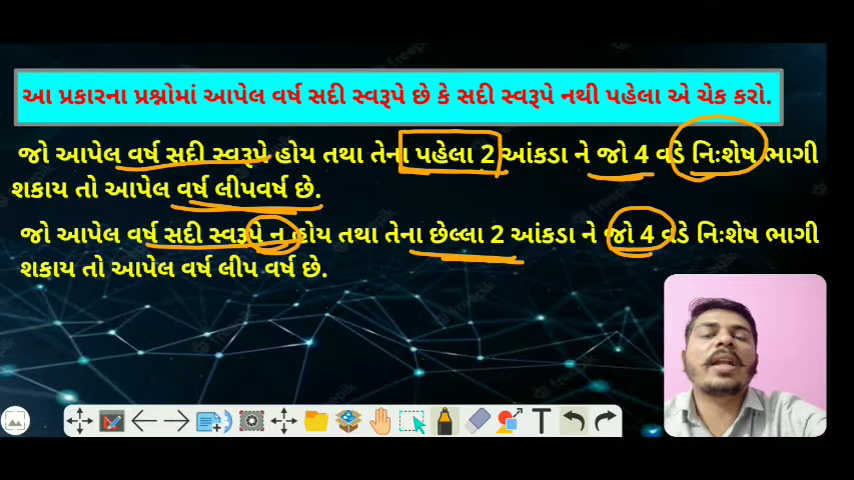 આ પ્રકારના પ્રશ્નોમાં આપેલ વર્ષ સદી સ્વરૂપે છે કે સદી સ્વરૂપે નથી પહેલા એ ચેક કરો.
જો આપેલ વર્ષ સદી સ્વરૂપે હોય તથા તેના પહેલા 2 આંકડા ને જો 4 વડે નિઃશેષ ભાગી
શકાય તો આપેલ વર્ષ લીપવર્ષ છે.
જો આપેલ વર્ષ સદી સ્વરૂપે ન હોય તથા તેના છેલ્લા 2 આંકડા ને જો 4 વડે નિઃશેષ ભાગી
શકાય તો આપેલ વર્ષ લીપ વર્ષ છે.